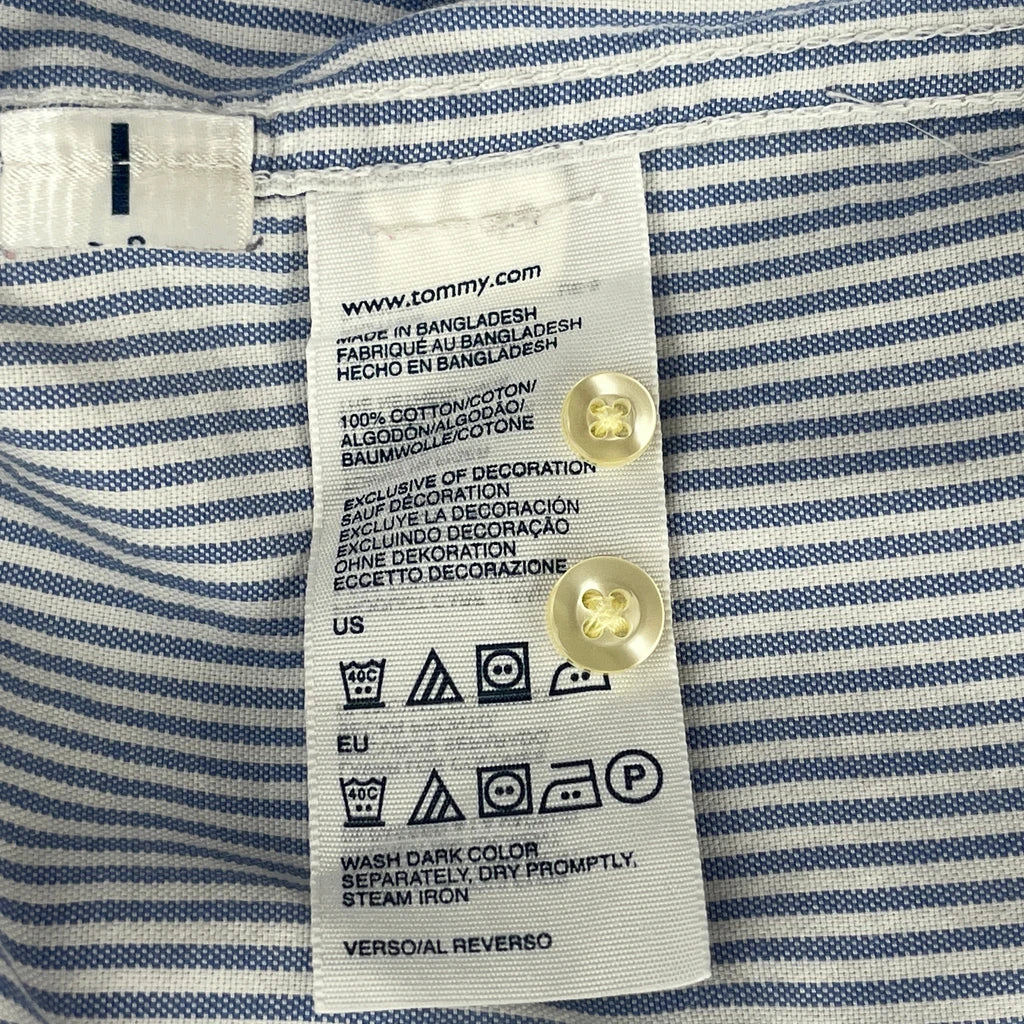 www.tommy.com
MADE IN BANGLADESH
FABRIQUÉ AU BANGLADESH
HECHO EN BANGLADESH
100% COTTON/COTON/
ALGODÓN/ALGODÃO/
BAUMWOLLE/COTONE
EXCLUSIVE OF DECORATION
SAUF DÉCORATION
EXCLUYE LA DECORACIÓN
EXCLUINDO DECORAÇÃO
OHNE DEKORATION
ECCETTO DECORAZIONE
US
40C
EU
40C P
WASH DARK COLOR
SEPARATELY, DRY PROMPTLY,
STEAM IRON
VERSO/AL REVERSO